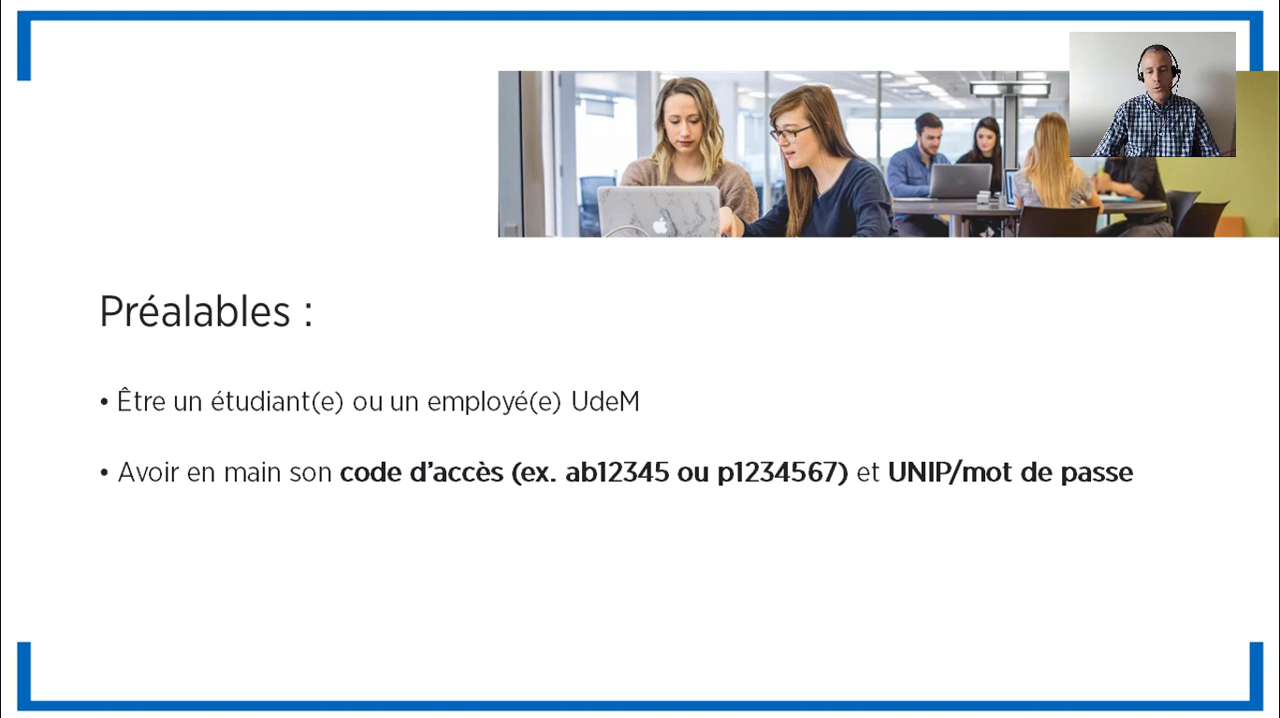 Préalables :
• Être un étudiant(e) ou un employé(e) UdeM
• Avoir en main son code d’accès (ex. ab12345 ou p1234567) et UNIP/mot de passe